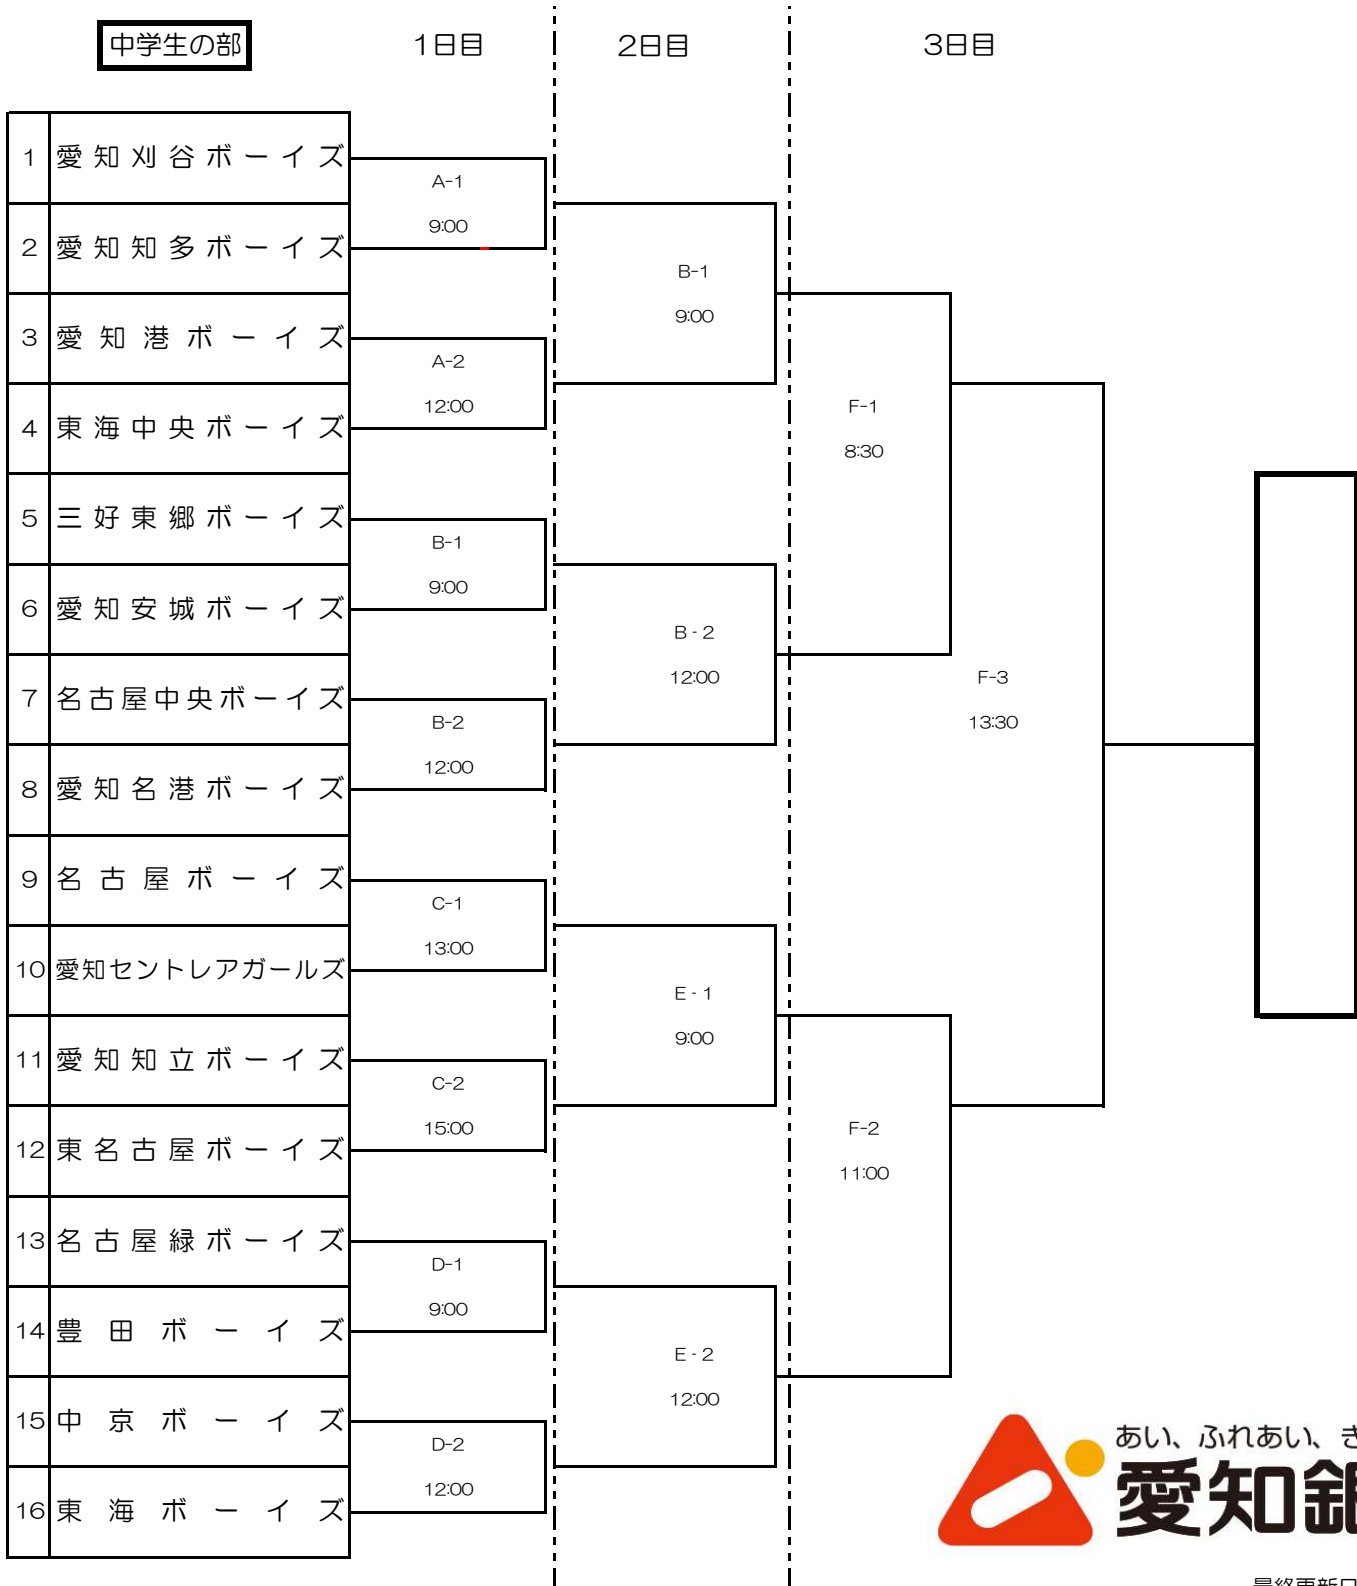 中学生の部 1日目 2日目 3日目
1 愛知刈谷ボーイズ
A-1
9:00
2 愛知知多ボーイズ
B-1
9:00
3 愛知港ボーイズ
A-2
12:00
4 東海中央ボーイズ
F-1
8:30
5 三好東郷ボーイズ
B-1
9:00
6 愛知安城ボーイズ
B-2
12:00
7 名古屋中央ボーイズ
F-3
13:30
B-2
12:00
8 愛知名港ボーイズ
9 名古屋ボーイズ
C-1
13:00
10 愛知セントレアガールズ
E-1
9:00
11 愛知知立ボーイズ
C-2
15:00
12 東名古屋ボーイズ
F-2
11:00
13 名古屋緑ボーイズ
D-1
9:00
14 豊田ボーイズ
E-2
12:00
15 中京ボーイズ
D-2
12:00
16 東海ボーイズ
あい、ふれあい、き
愛知銀
最終更新日